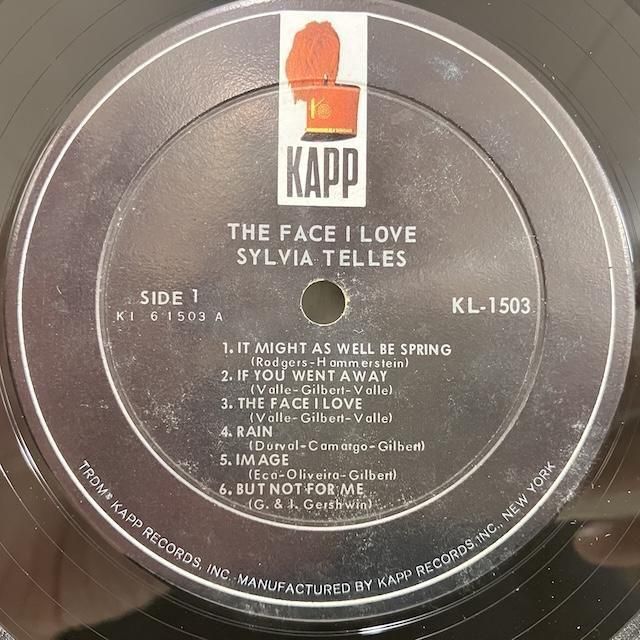 K
KAPP
THE FACE I LOVE
SYLVIA TELLES
SIDE 1
KL-1503
KL 61503 A
1. IT MIGHT AS WELL BE SPRING
(Rodgers-Hammerstein)
2. IF YOU WENT AWAY
(Valle-Gilbert-Valle)
3. THE FACE I LOVE
(Valle-Gilbert-Valle)
4. RAIN
(Durval-Camargo-Gilbert)
5. IMAGE
(Eca-Oliveira-Gilbert)
6. BUT NOT FOR ME
(G. & I. Gershwin)
TRDM® KAPP RECORDS, INC. MANUFACTURED BY KAPP RECORDS, INC., NEW YORK